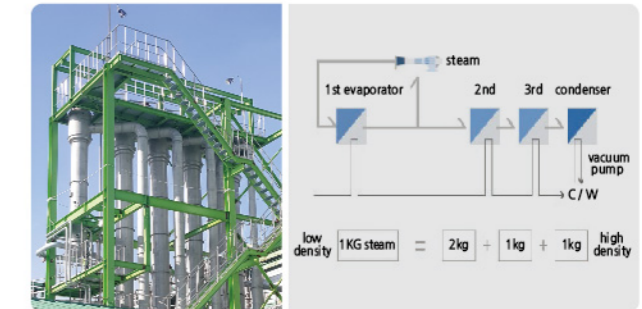 steam
1st evaporator 2nd 3rd condenser
vacuum
pump
C / W
low
density
1KG steam = 2kg + 1kg + 1kg
high
density